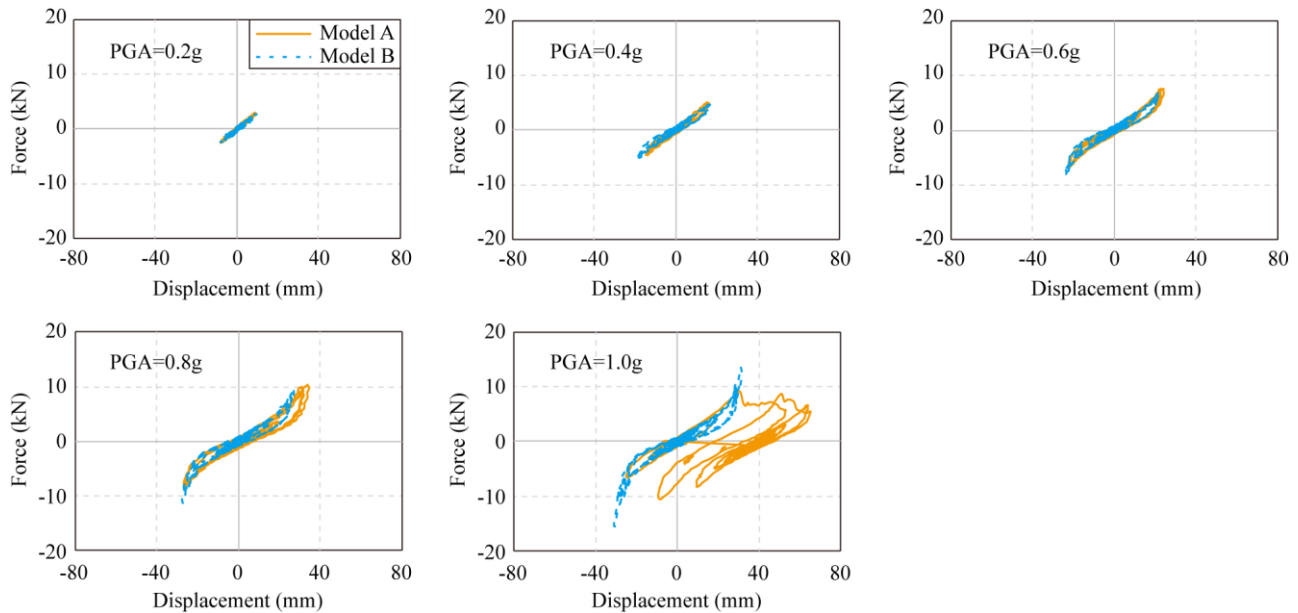 20
10
0
-10
-20
-80
-40
0
40
80
Force (kN)
Displacement (mm)
PGA=0.2g
Model A
Model B
20
10
0
-10
-20
-80
-40
0
40
80
Force (kN)
Displacement (mm)
PGA=0.4g
20
10
0
-10
-20
-80
-40
0
40
80
Force (kN)
Displacement (mm)
PGA=0.6g
20
10
0
-10
-20
-80
-40
0
40
80
Force (kN)
Displacement (mm)
PGA=0.8g
20
10
0
-10
-20
-80
-40
0
40
80
Force (kN)
Displacement (mm)
PGA=1.0g